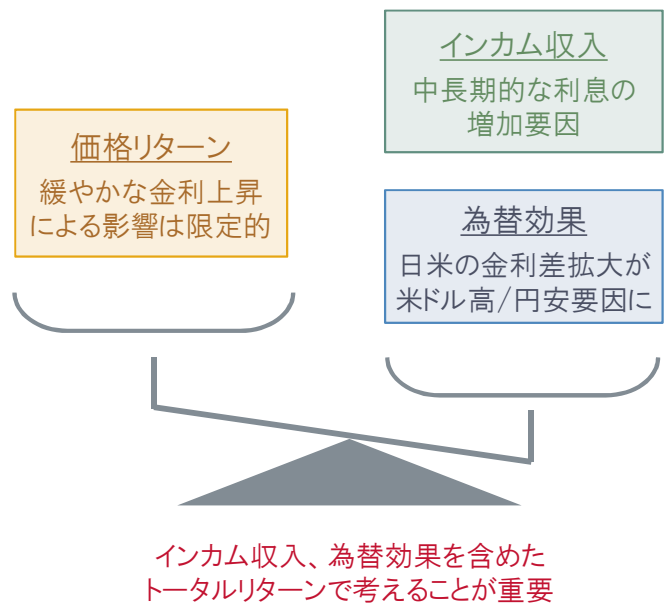 インカム収入
中長期的な利息の
増加要因
価格リターン
緩やかな金利上昇
による影響は限定的
為替効果
日米の金利差拡大が
米ドル高/円安要因に
インカム収入、為替効果を含めた
トータルリターンで考えることが重要